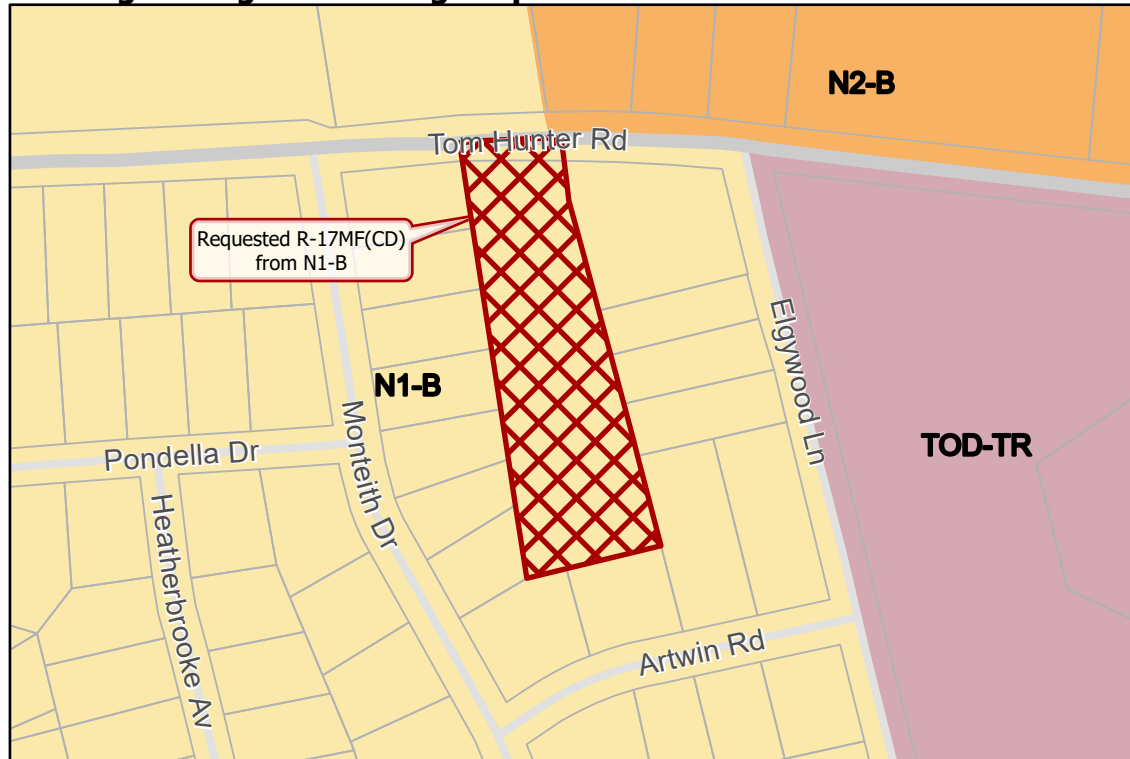 N2-B
Tom Hunter Rd
Requested R-17MF(CD)
from N1-B
Elgywood Ln
N1-B
TOD-TR
Pondella Dr
Monteith Dr
Heatherbrooke Av
Artwin Rd